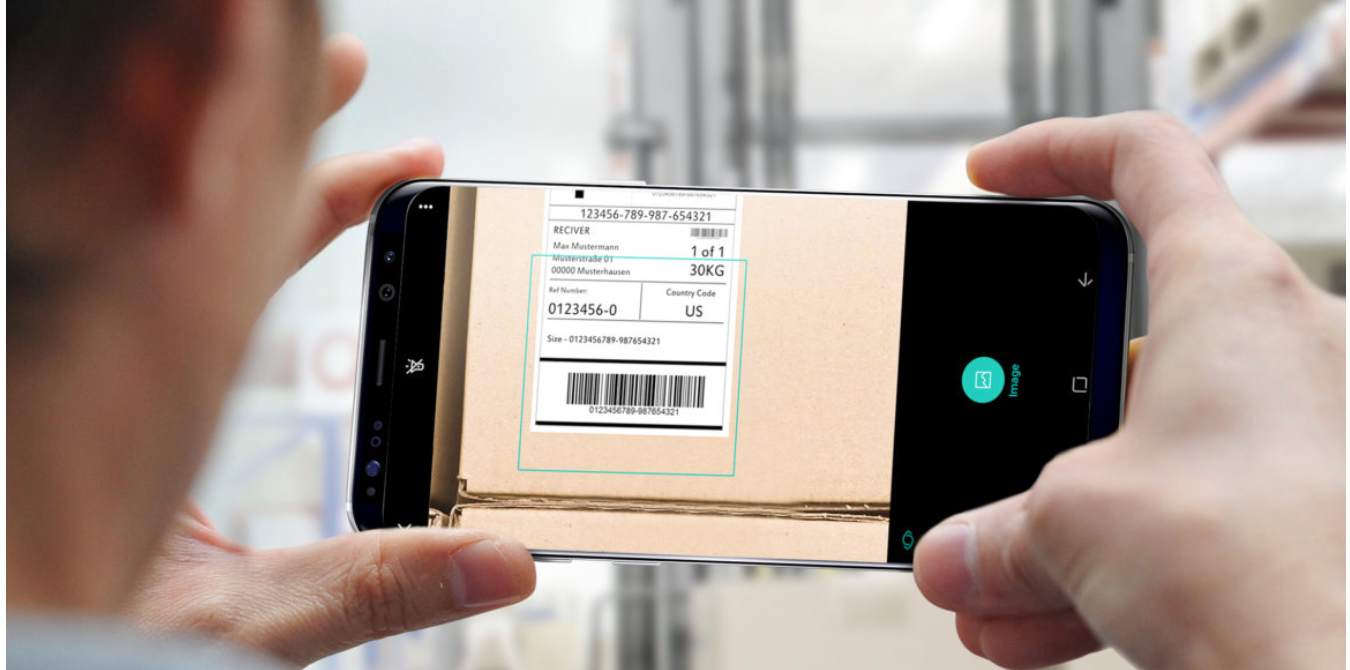 123456-789-987-654321
RECIVER
Max Mustermann
1 of 1
Musterstraße 01
00000 Musterhausen
30KG
Ref Number:
Country Code
0123456-0
US
Size - 0123456789-987654321
0123456789-987654321
Image